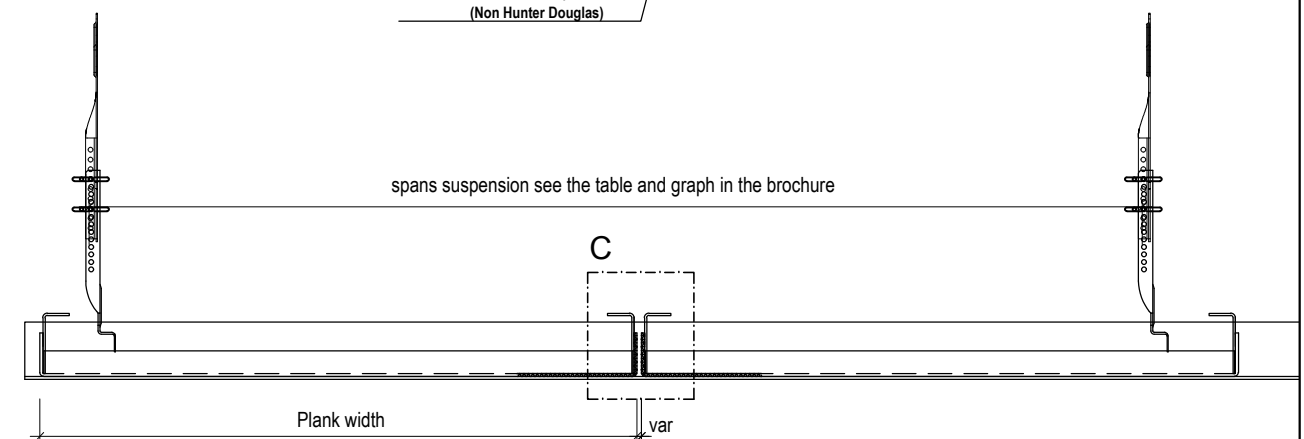 (Non Hunter Douglas)
spans suspension see the table and graph in the brochure
C
Plank width
var